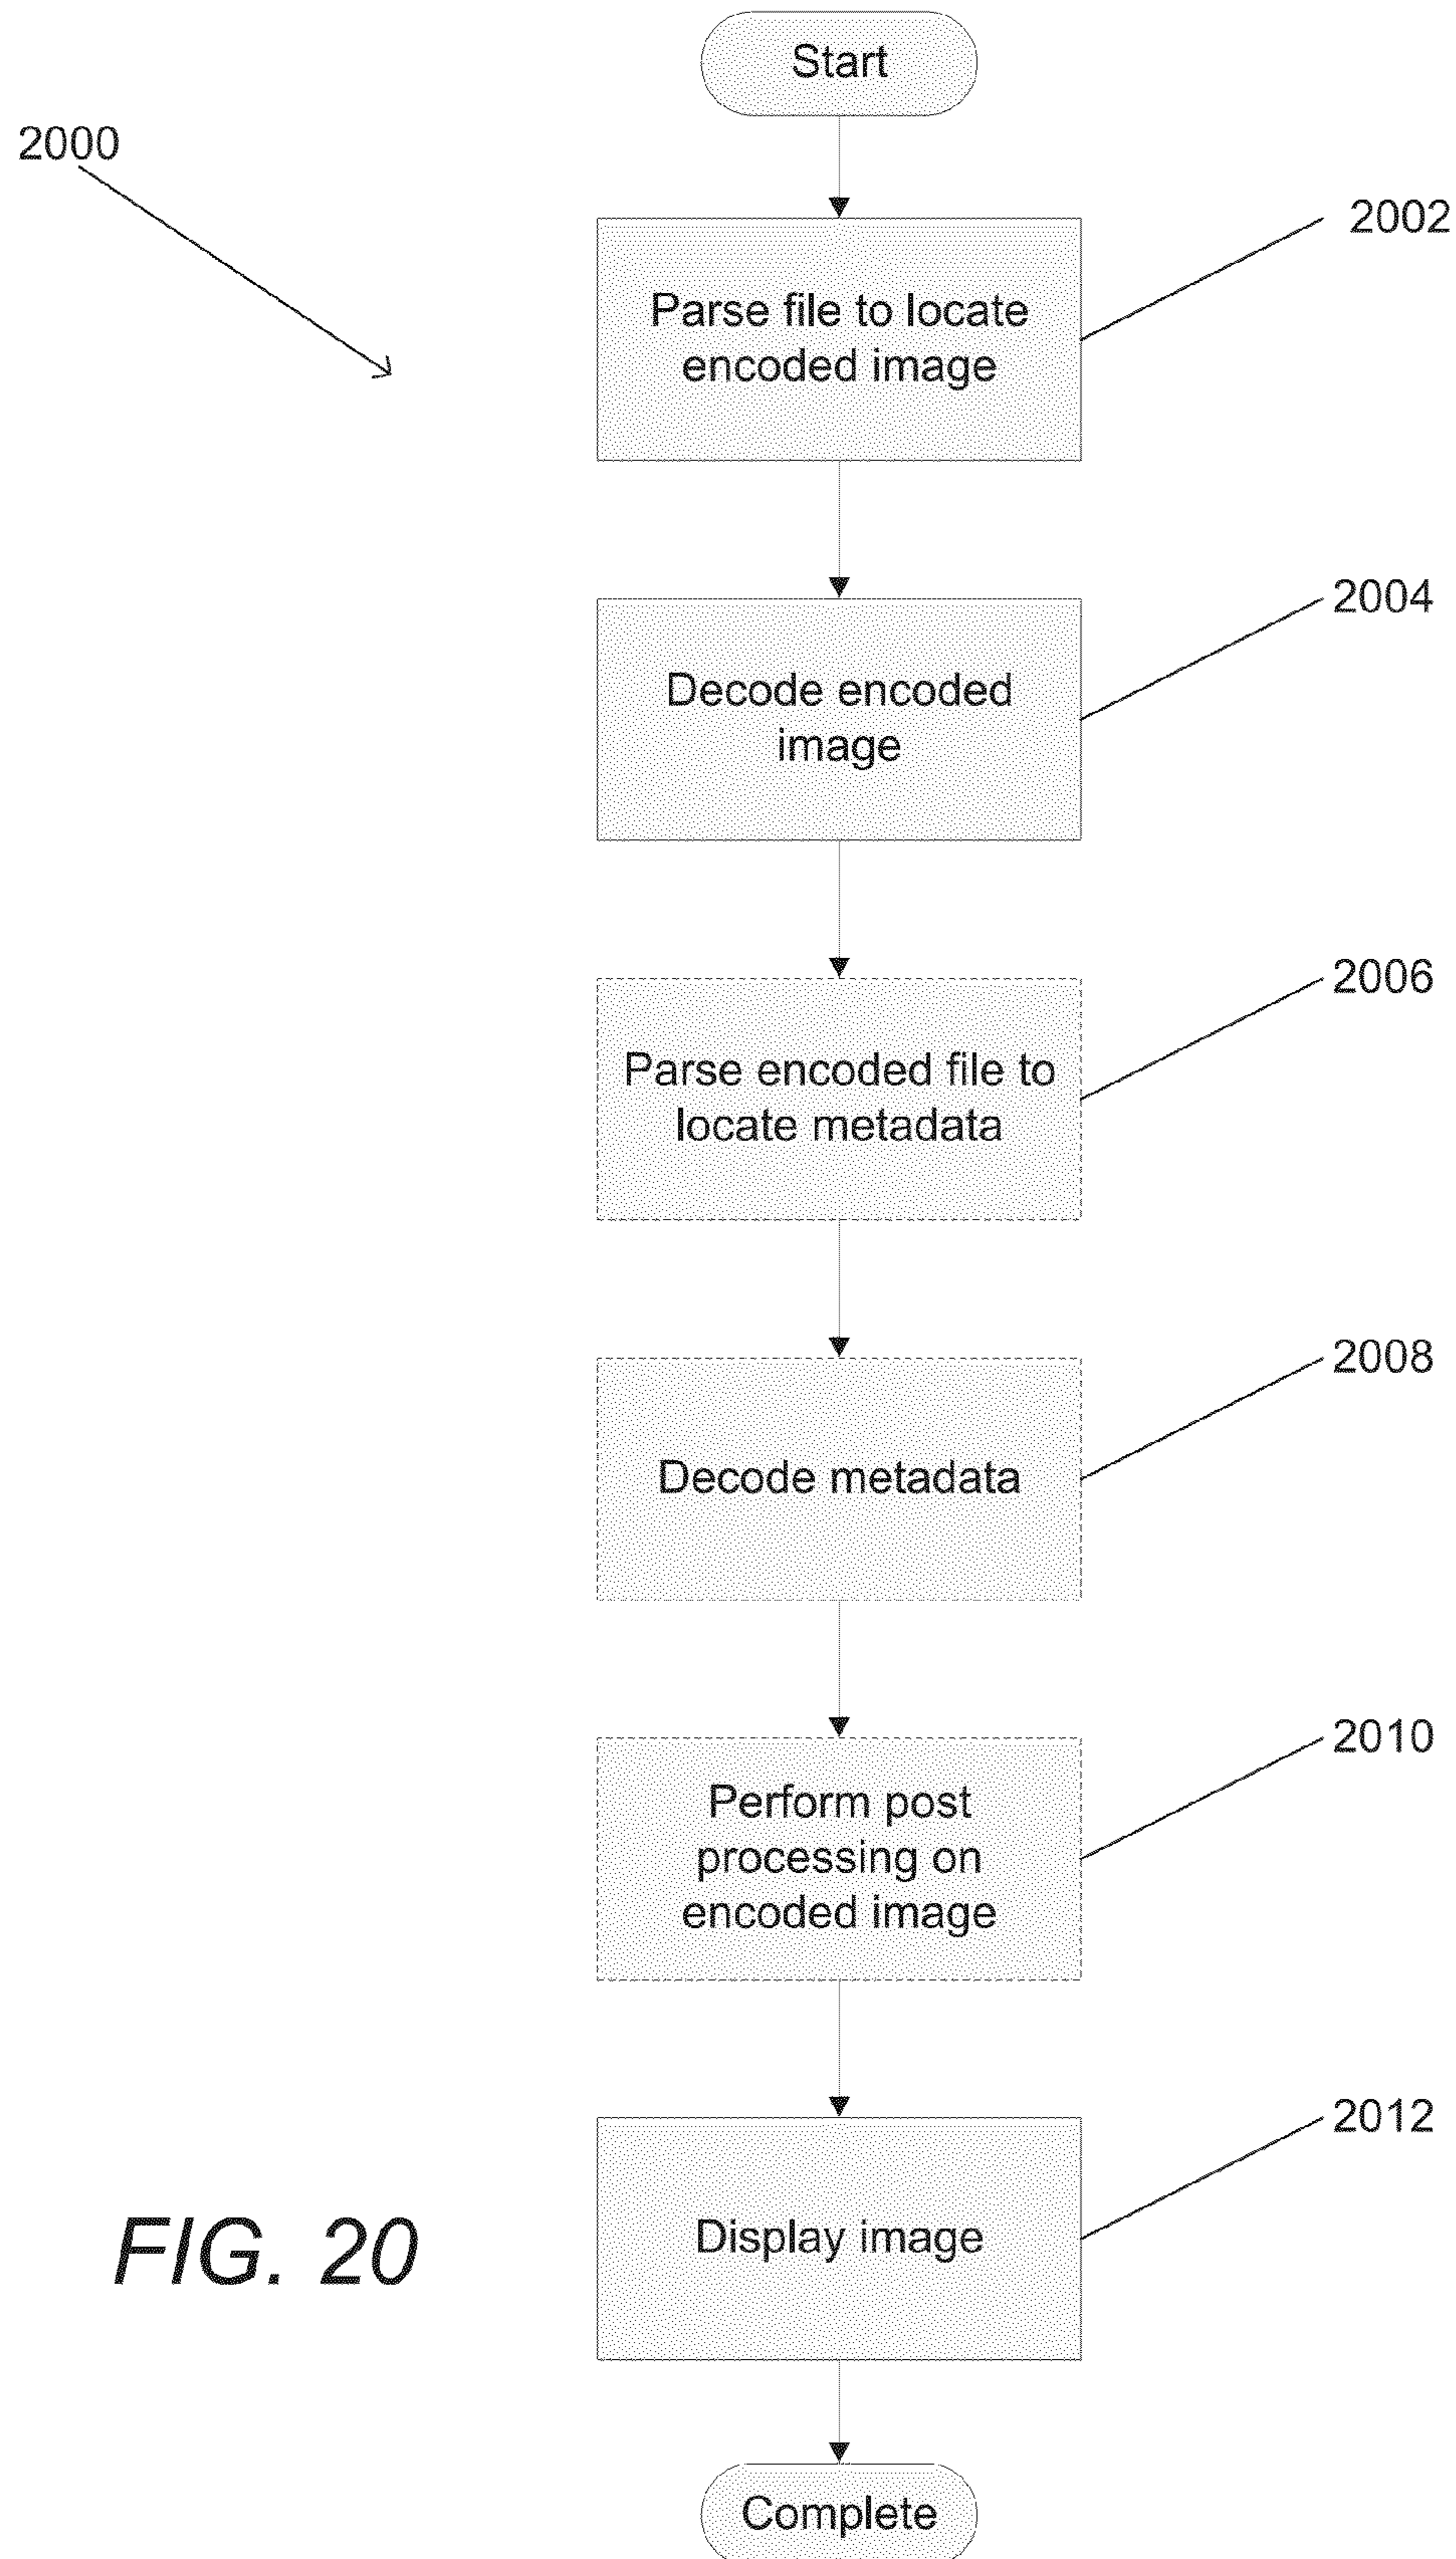 Start
2000
2002
Parse file to locate
encoded image
2004
Decode encoded
image
2006
Parse encoded file to
locate metadata
2008
Decode metadata
2010
Perform post
processing on
encoded image
2012
Display image
FIG. 20
Complete